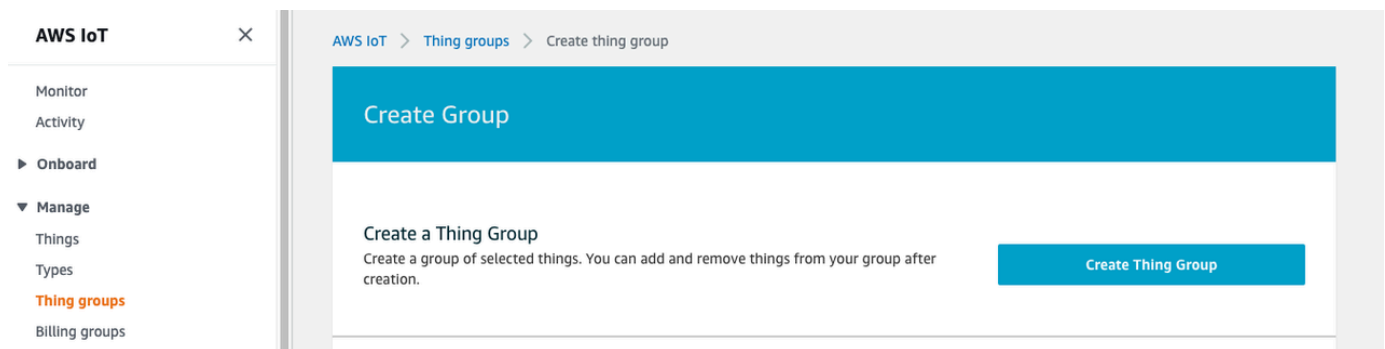 AWS IoT
Monitor
Activity
Onboard
Manage
Things
Types
Thing groups
Billing groups
AWS IoT > Thing groups > Create thing group
Create Group
Create a Thing Group
Create a group of selected things. You can add and remove things from your group after
creation.
Create Thing Group